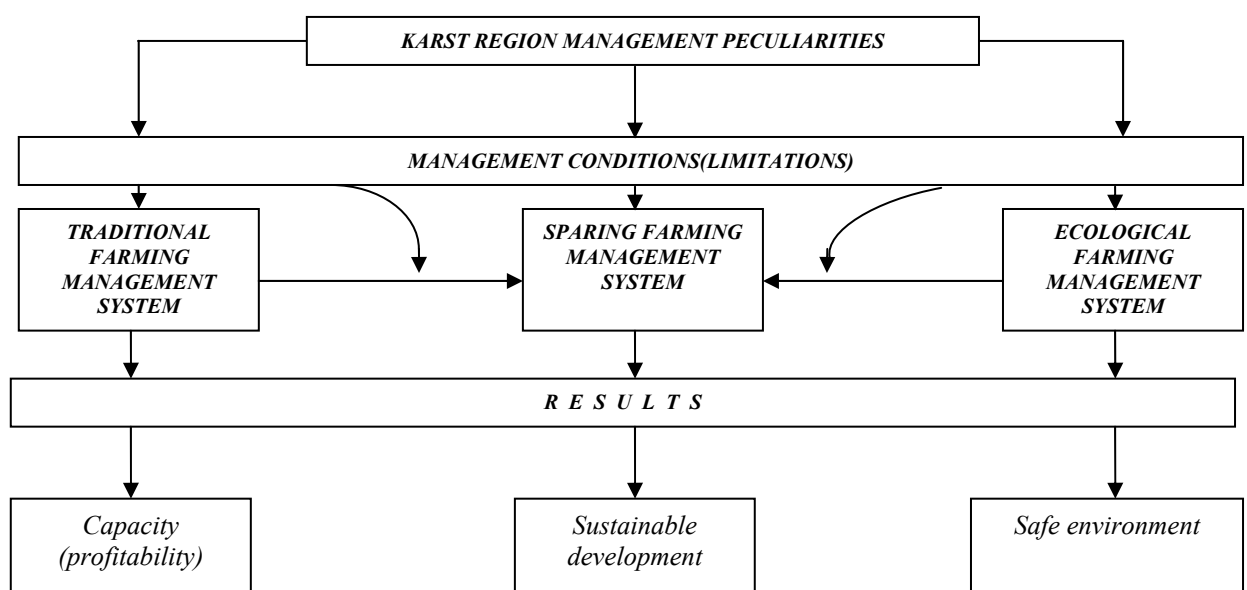 KARST REGION MANAGEMENT PECULIARITIES
MANAGEMENT CONDITIONS(LIMITATIONS)
TRADITIONAL
FARMING
MANAGEMENT
SYSTEM
SPARING FARMING
MANAGEMENT
SYSTEM
ECOLOGICAL
FARMING
MANAGEMENT
SYSTEM
R E S U L T S
Capacity
(profitability)
Sustainable
development
Safe environment